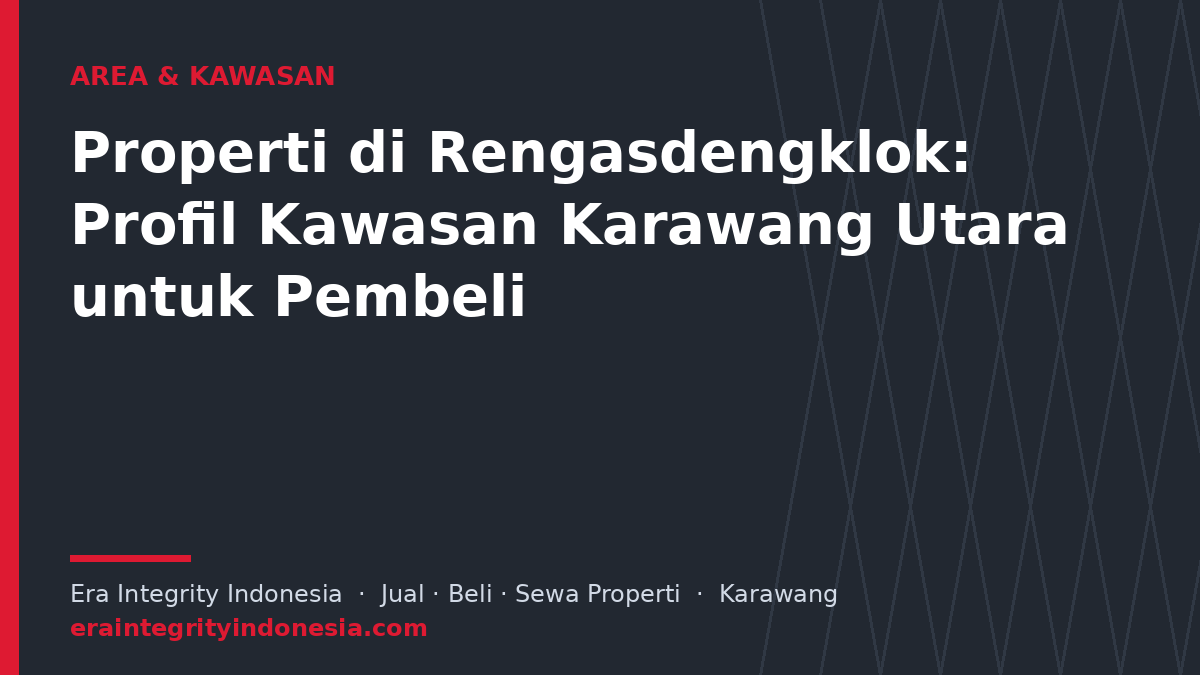 AREA & KAWASAN
Properti di Rengasdengklok:
Profil Kawasan Karawang Utara
untuk Pembeli
Era Integrity Indonesia · Jual · Beli · Sewa Properti · Karawang
eraintegrityindonesia.com